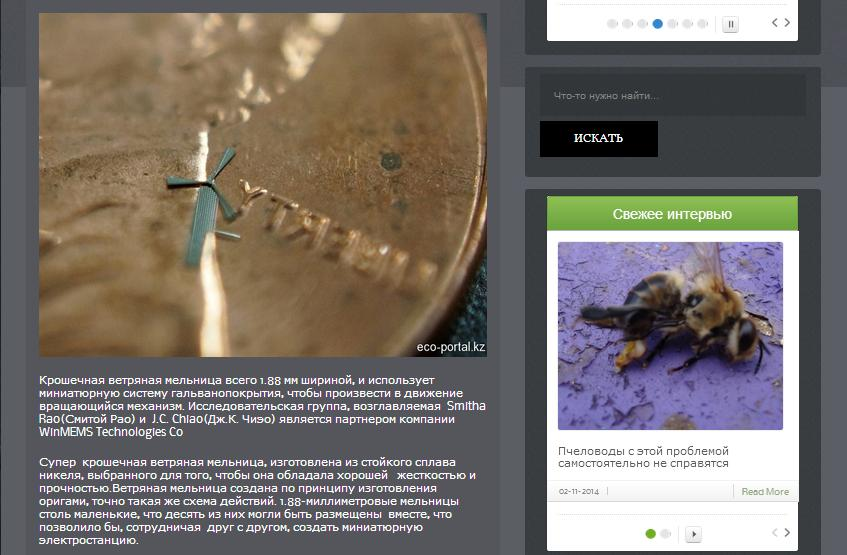 eco-portal.kz
Крошечная ветряная мельница всего 1.88 мм шириной, и использует
миниатюрную систему гальванопокрытия, чтобы произвести в движение
вращающийся механизм. Исследовательская группа, возглавляемая Smitha
Rao(Смитой Рао) и J.C. Chiao(Дж.К. Чиэо) является партнером компании
WinMEMS Technologies Co
Супер крошечная ветряная мельница, изготовлена из стойкого сплава
никеля, выбранного для того, чтобы она обладала хорошей жесткостью и
прочностью.Ветряная мельница создана по принципу изготовления
оригами, точно такая же схема действий. 1.88-миллиметровые мельницы
столь маленькие, что десять из них могли быть размещены вместе, что
позволило бы, сотрудничая друг с другом, создать миниатюрную
электростанцию.
Что-то нужно найти...
ИСКАТЬ
Свежее интервью
Пчеловоды с этой проблемой
самостоятельно не справятся
02-11-2014
Read More